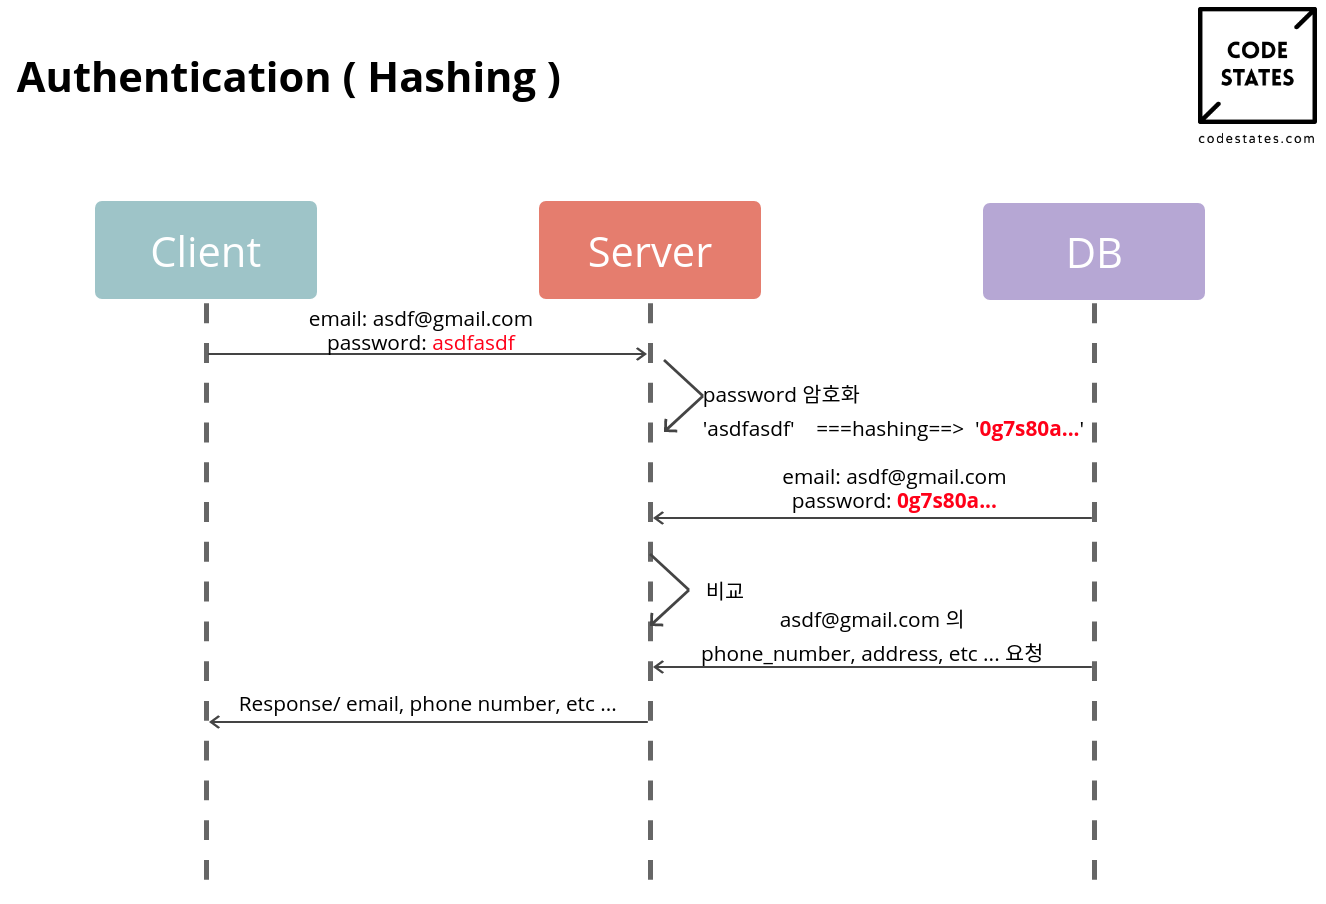 Authentication ( Hashing )
CODE
STATES
codestates.com
Client
Server
DB
email: asdf@gmail.com
password: asdfasdf
password 암호화
'asdfasdf' ===hashing==> '0g7s80a...'
email: asdf@gmail.com
password: 0g7s80a...
비교
asdf@gmail.com 의
phone_number, address, etc ... 요청
Response/ email, phone number, etc ...